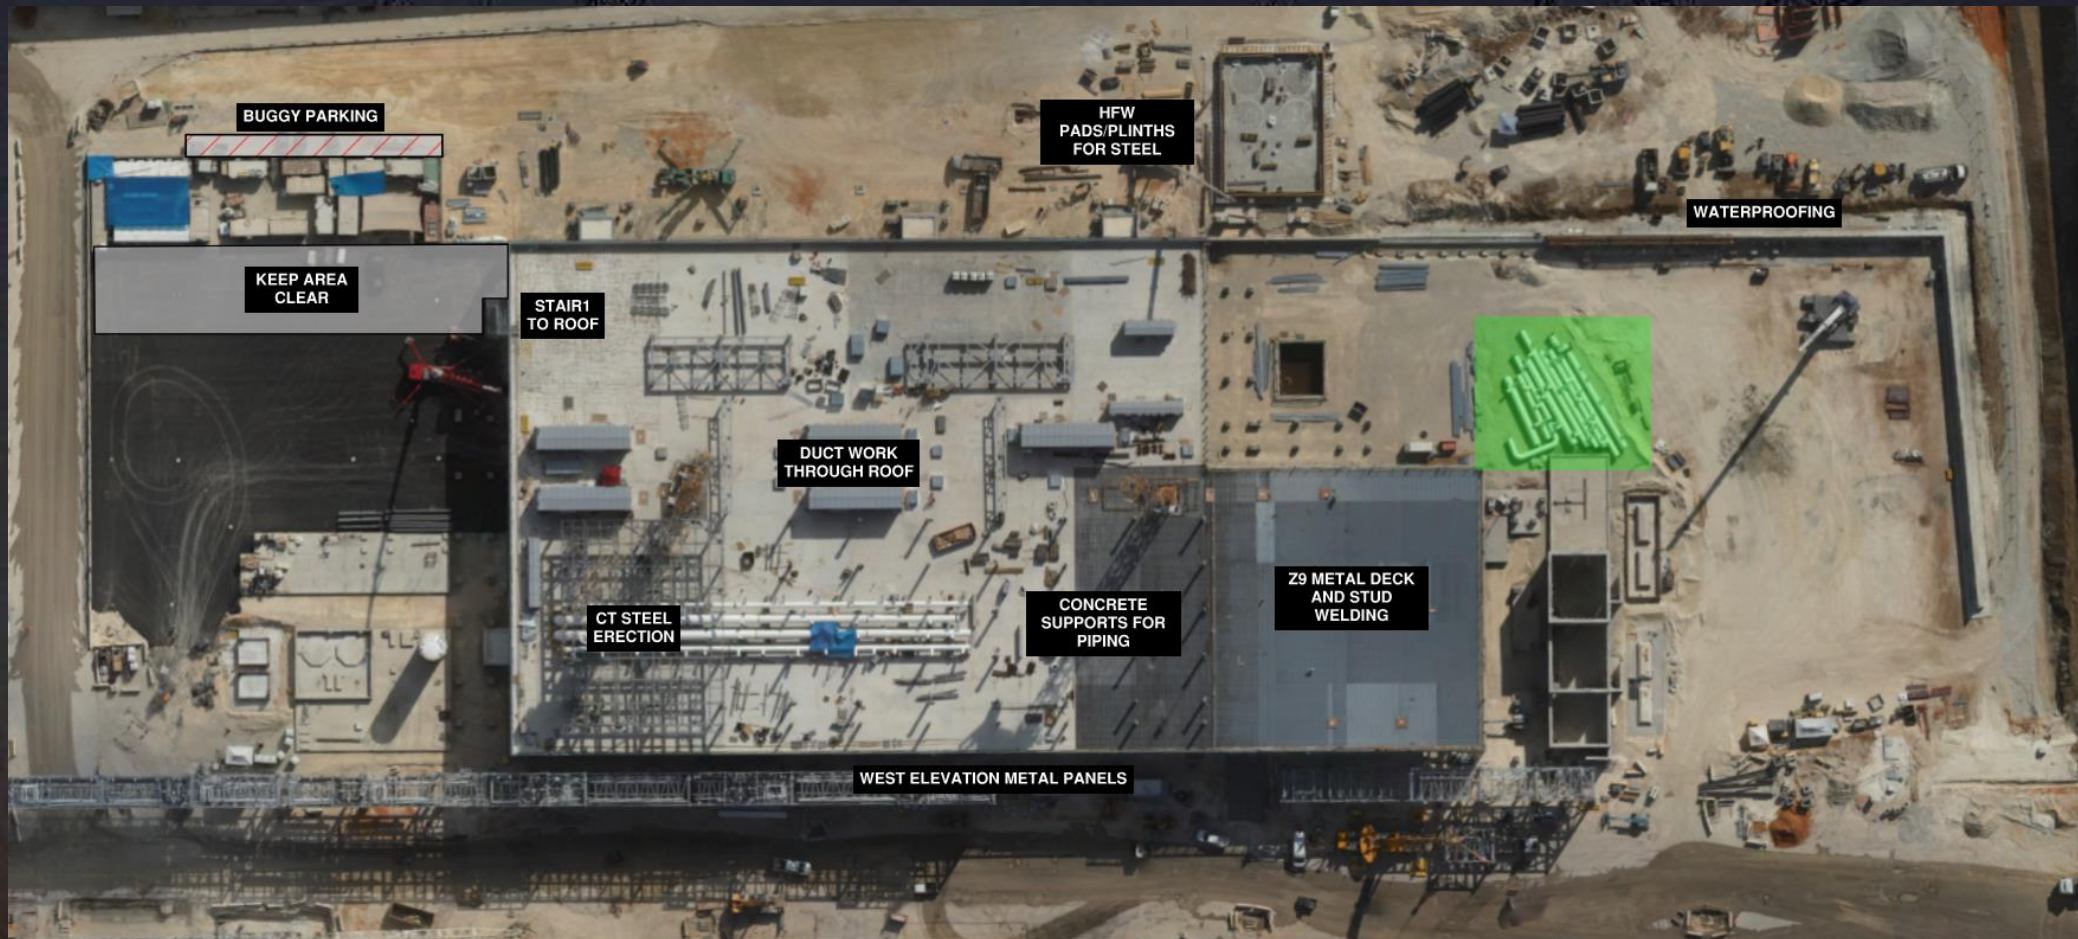 BUGGY PARKING
HFW
PADS/PLINTHS
FOR STEEL
WATERPROOFING
KEEP AREA
CLEAR
STAIR1
TO ROOF
DUCT WORK
THROUGH ROOF
CT STEEL
ERECTION
CONCRETE
SUPPORTS FOR
PIPING
Z9 METAL DECK
AND STUD
WELDING
WEST ELEVATION METAL PANELS